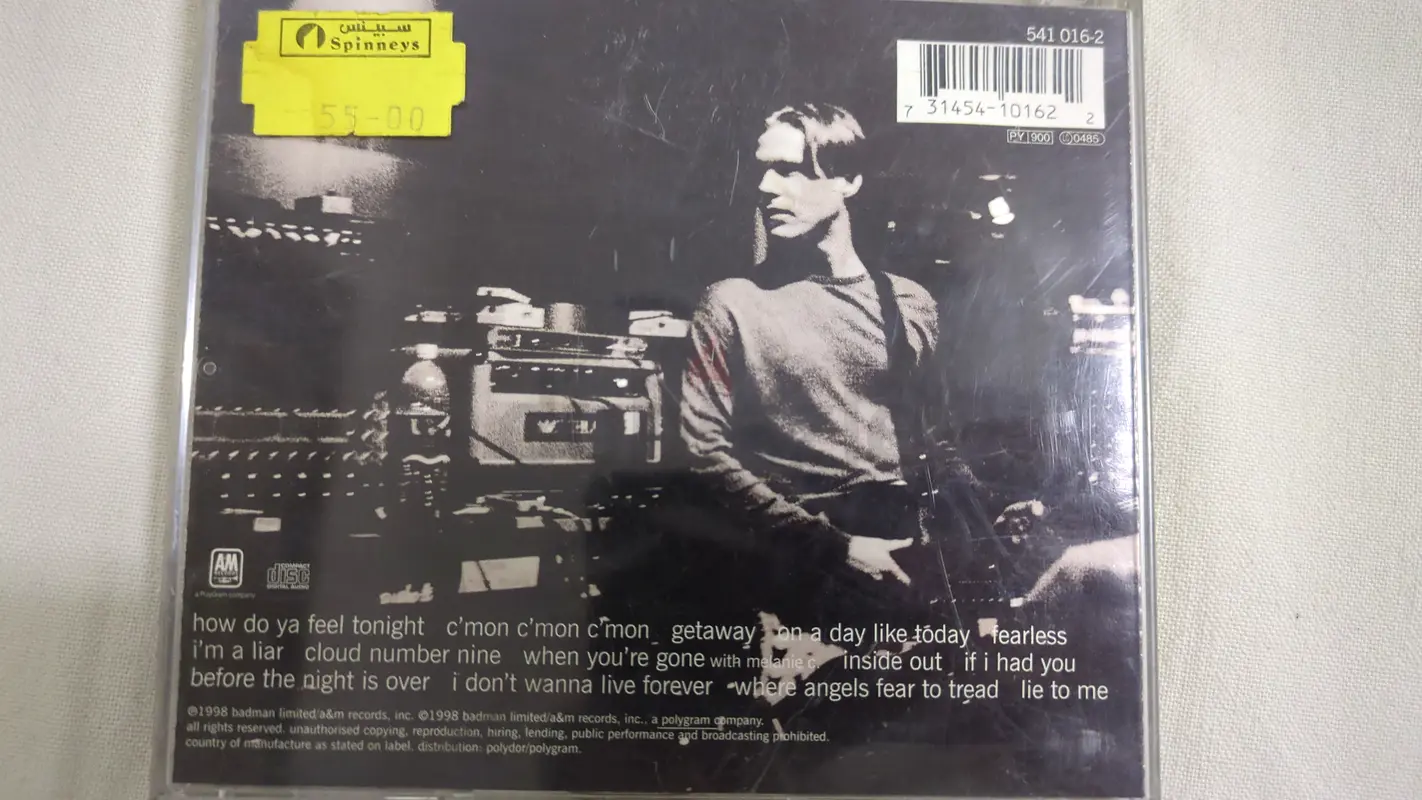 سبينس
Spinneys
55-00
541 016-2
7 31454-10162 2
PY 900 0485
AM
RECORDS
a PolyGram company
COMPACT
disc
DIGITAL AUDIO
how do ya feel tonight c'mon c'mon c'mon getaway on a day like today fearless
i'm a liar cloud number nine when you're gone with melanie c. inside out if i had you
before the night is over i don't wanna live forever where angels fear to tread lie to me
℗1998 badman limited/a&m records, inc. ©1998 badman limited/a&m records, inc., a polygram company.
all rights reserved. unauthorised copying, reproduction, hiring, lending, public performance and broadcasting prohibited.
country of manufacture as stated on label. distribution: polydor/polygram.